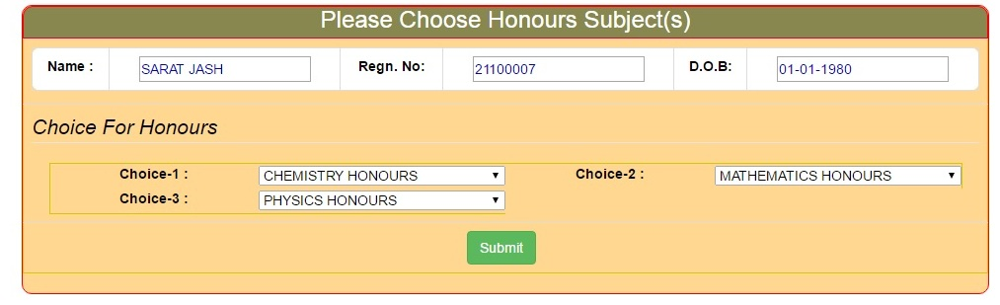 Please Choose Honours Subject(s)
Name : SARAT JASH Regn. No: 21100007 D.O.B: 01-01-1980
Choice For Honours
Choice-1 : CHEMISTRY HONOURS Choice-2 : MATHEMATICS HONOURS
Choice-3 : PHYSICS HONOURS
Submit